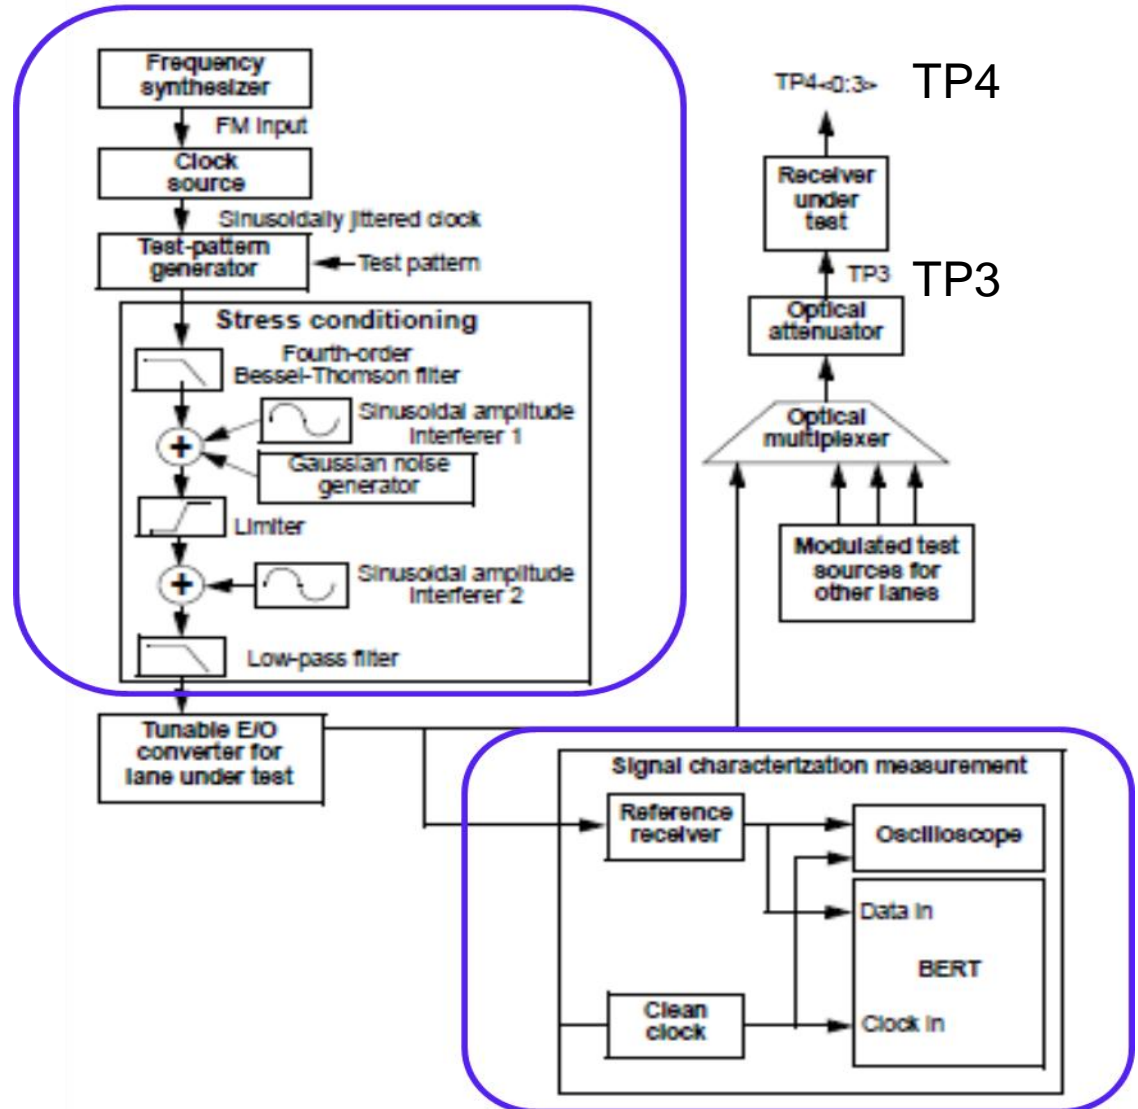 Frequency
synthesizer
FM Input
Clock
source
Sinusoidally jittered clock
Test-pattern
generator
Test pattern
Stress conditioning
Fourth-order
Bessel-Thomson filter
Sinusoidal amplitude
Interferer 1
+
Gaussian noise
generator
Limiter
+
Sinusoidal amplitude
Interferer 2
Low-pass filter
Tunable E/O
converter for
lane under test
TP4<0:3>
TP4
Receiver
under
test
TP3
TP3
Optical
attenuator
Optical
multiplexer
Modulated test
sources for
other lanes
Signal characterization measurement
Reference
receiver
Oscilloscope
Data in
BERT
Clean
clock
Clock in